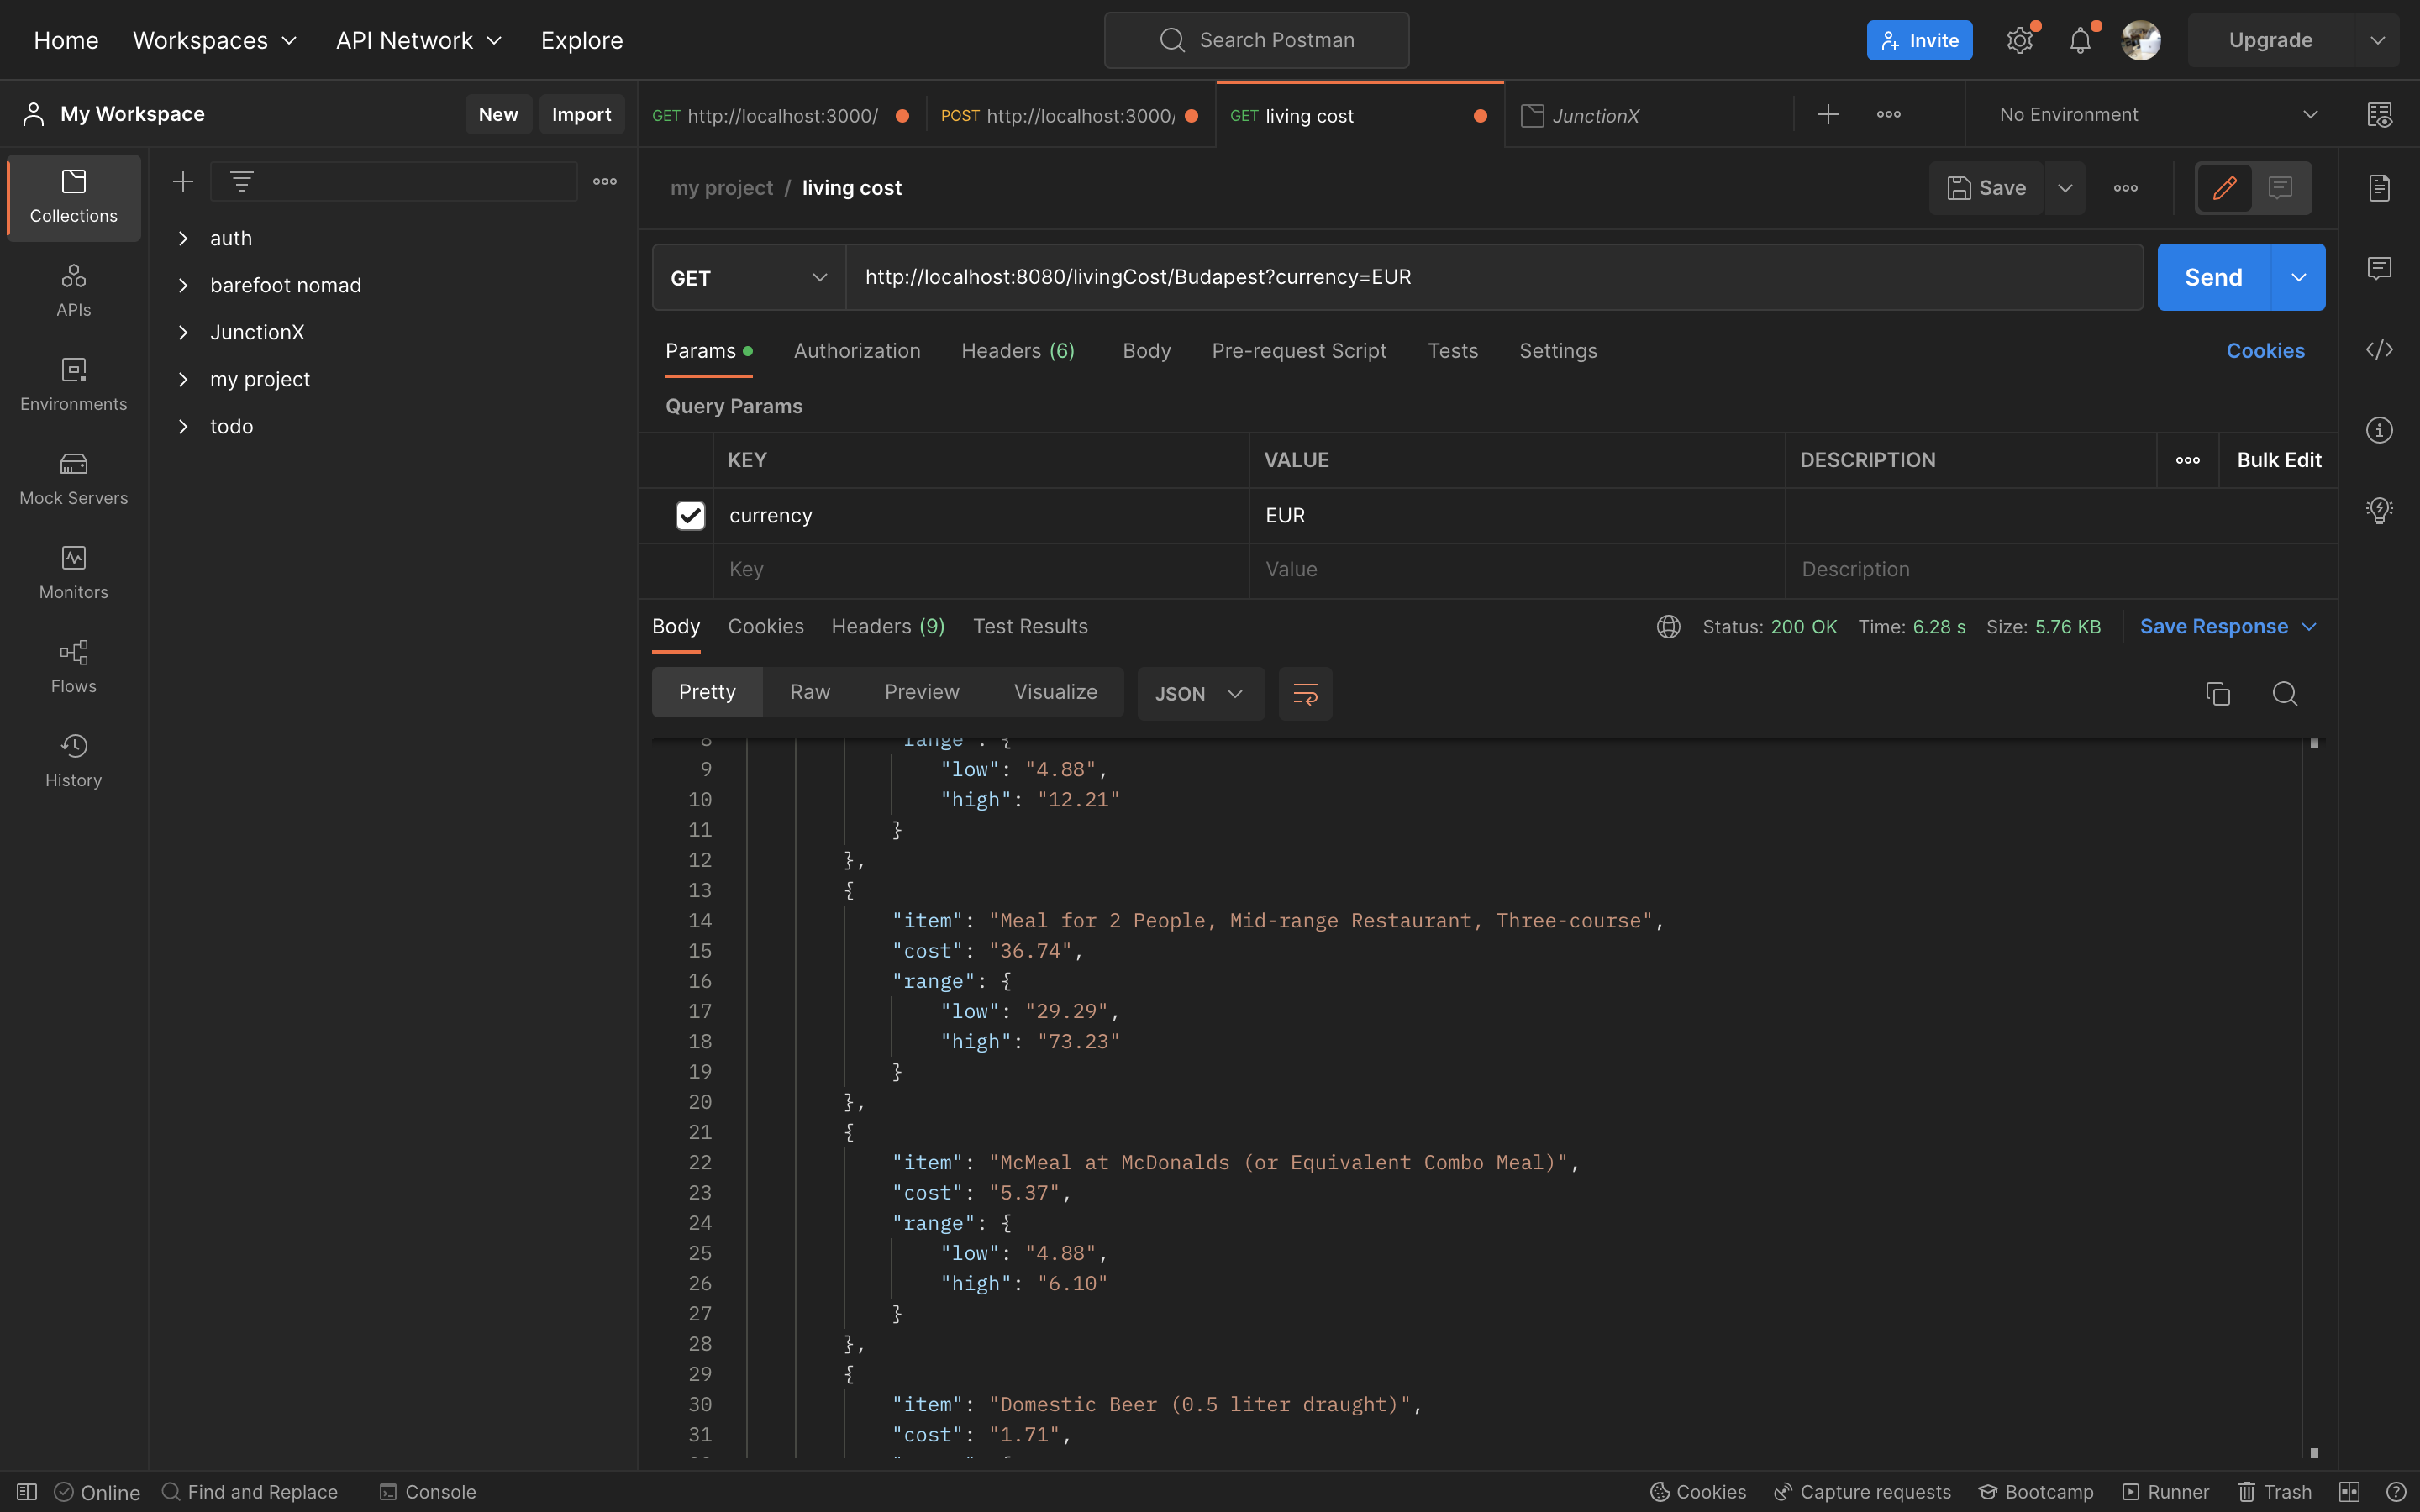 Home Workspaces API Network Explore Search Postman Invite Upgrade
My Workspace New Import GET http://localhost:3000/ POST http://localhost:3000/ GET living cost JunctionX No Environment
Collections
APIs
Environments
Mock Servers
Monitors
Flows
History
auth
barefoot nomad
JunctionX
my project
todo
my project / living cost Save
GET http://localhost:8080/livingCost/Budapest?currency=EUR Send
Params Authorization Headers (6) Body Pre-request Script Tests Settings Cookies
Query Params
KEY VALUE DESCRIPTION Bulk Edit
currency EUR
Key Value Description
Body Cookies Headers (9) Test Results Status: 200 OK Time: 6.28 s Size: 5.76 KB Save Response
Pretty Raw Preview Visualize JSON
8 "range": {
9 "low": "4.88",
10 "high": "12.21"
11 }
12 },
13 {
14 "item": "Meal for 2 People, Mid-range Restaurant, Three-course",
15 "cost": "36.74",
16 "range": {
17 "low": "29.29",
18 "high": "73.23"
19 }
20 },
21 {
22 "item": "McMeal at McDonalds (or Equivalent Combo Meal)",
23 "cost": "5.37",
24 "range": {
25 "low": "4.88",
26 "high": "6.10"
27 }
28 },
29 {
30 "item": "Domestic Beer (0.5 liter draught)",
31 "cost": "1.71",
Online Find and Replace Console Cookies Capture requests Bootcamp Runner Trash